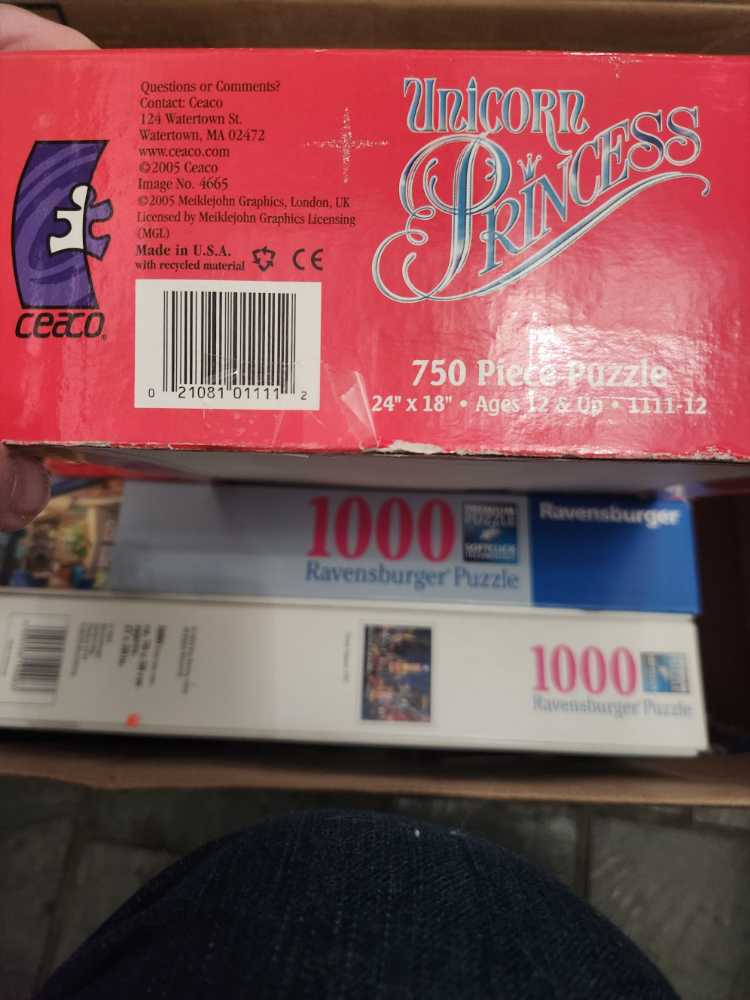 Questions or Comments?
Contact: Ceaco
124 Watertown St.
Watertown, MA 02472
www.ceaco.com
©2005 Ceaco
Image No. 4665
©2005 Meiklejohn Graphics, London, UK
Licensed by Meiklejohn Graphics Licensing
(MGL)
Made in U.S.A.
with recycled material CE
ceaco®
0 21081 01111 2
UNICORN
PRINCESS
750 Piece Puzzle
24" x 18" • Ages 12 & Up • 1111-12
1000
PREMIUM
PUZZLE
SOFTCLICK
Ravensburger Puzzle
Ravensburger
1000
Ravensburger Puzzle